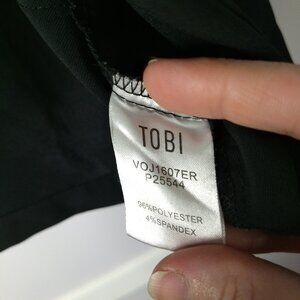 TOBI
VOJ1607ER
P25544
96%POLYESTER
4%SPANDEX